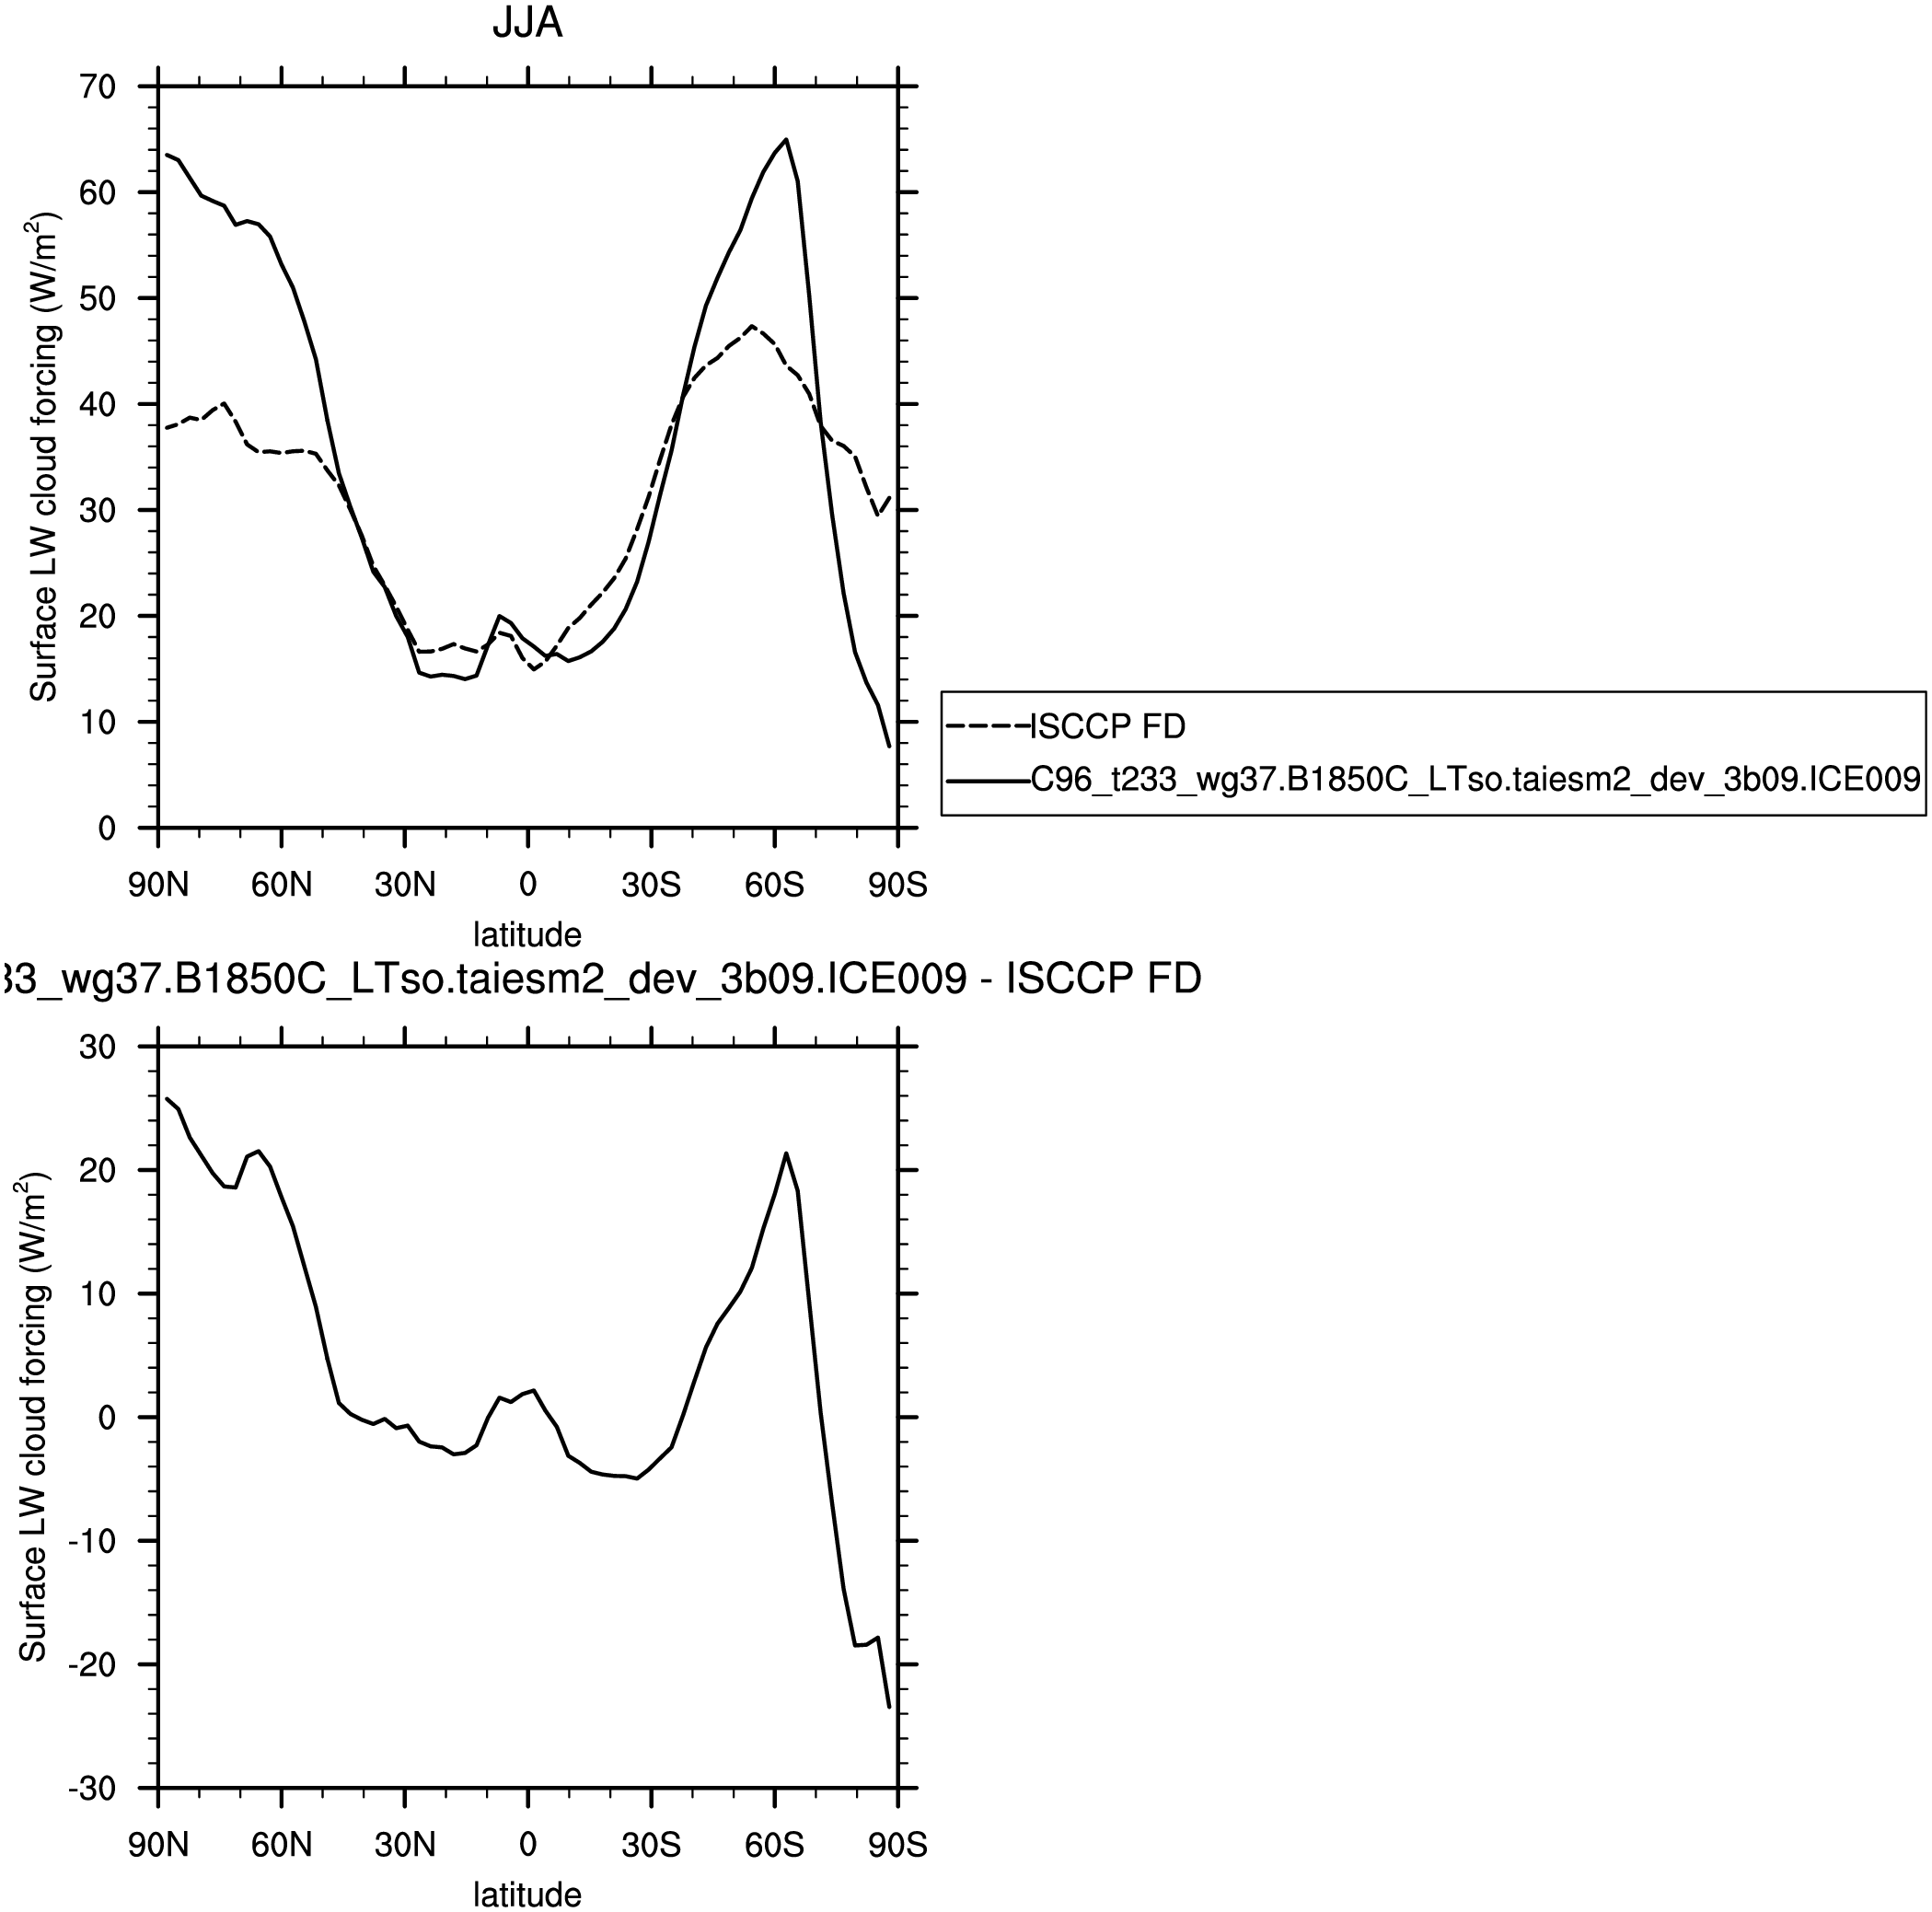 JJA
70
60
50
40
30
20
10
0
Surface LW cloud forcing (W/m²)
90N 60N 30N 0 30S 60S 90S
latitude
ISCCP FD
C96_t233_wg37.B1850C_LTso.taiesm2_dev_3b09.ICE009
33_wg37.B1850C_LTso.taiesm2_dev_3b09.ICE009 - ISCCP FD
30
20
10
0
-10
-20
-30
Surface LW cloud forcing (W/m²)
90N 60N 30N 0 30S 60S 90S
latitude